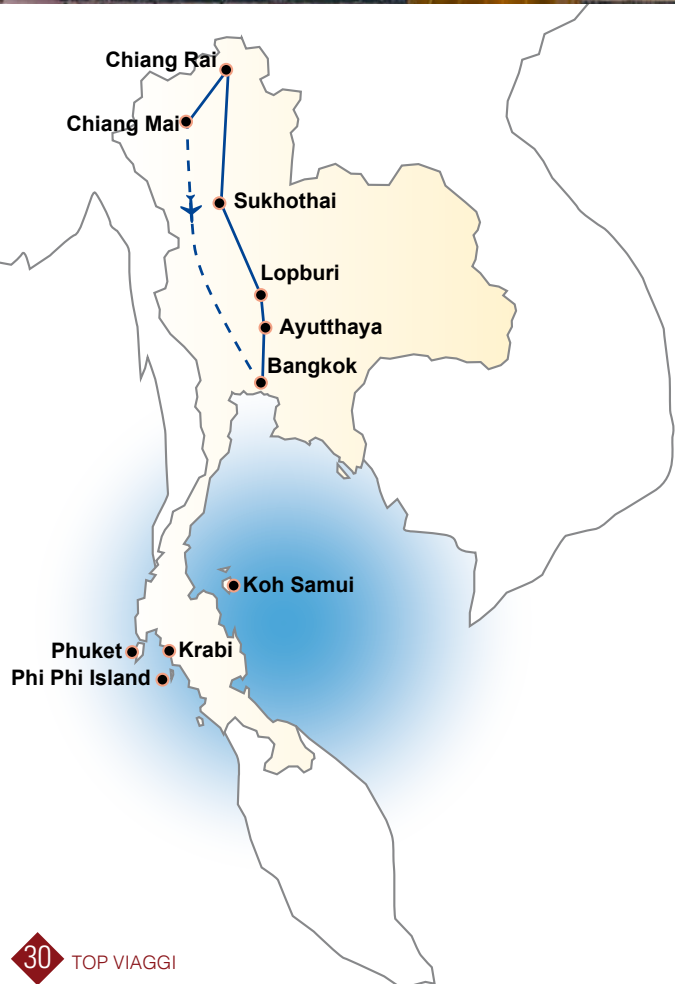 Chiang Rai
Chiang Mai
Sukhothai
Lopburi
Ayutthaya
Bangkok
Koh Samui
Phuket
Krabi
Phi Phi Island
30 TOP VIAGGI